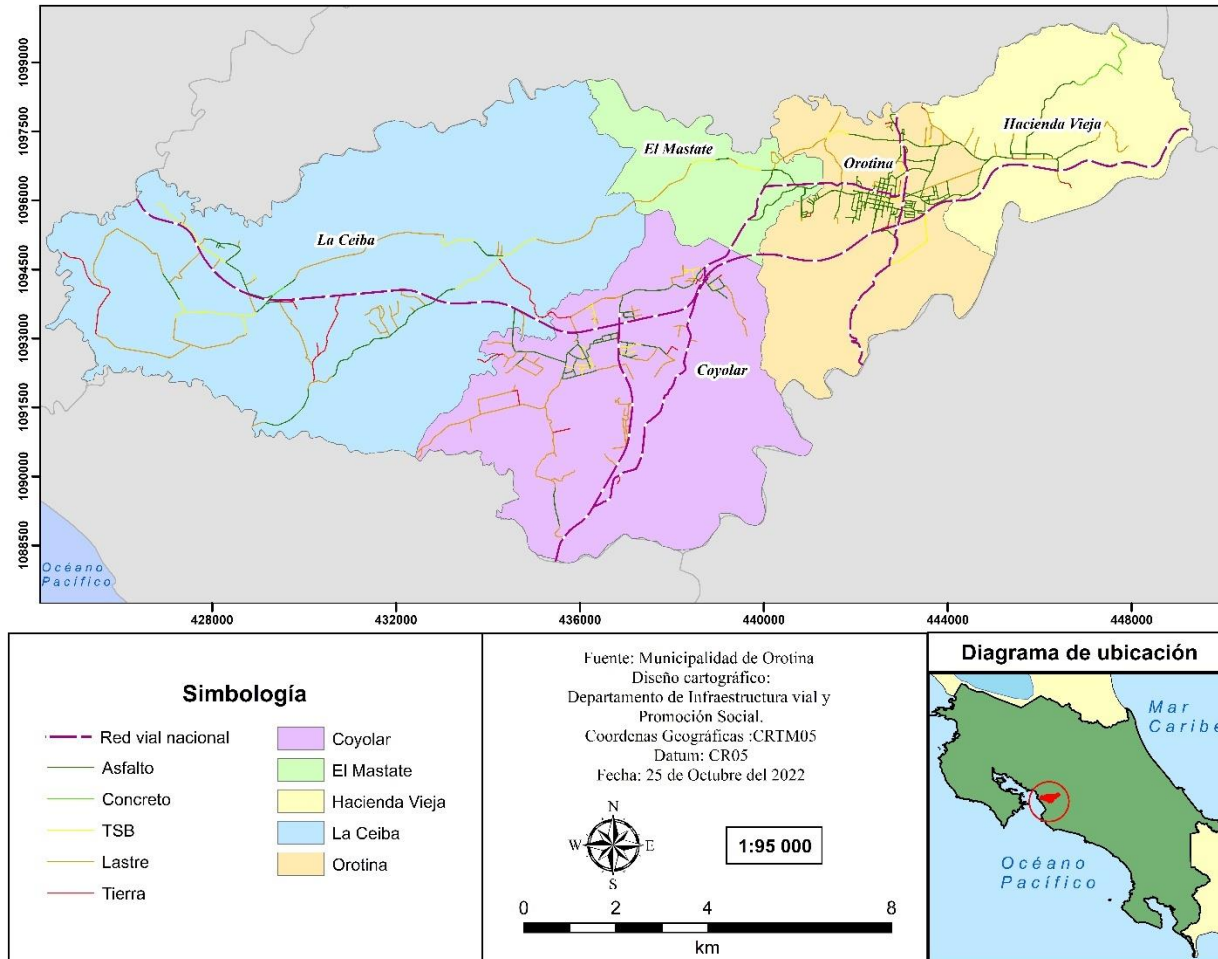 1099000
1097500
1096000
1094500
1093000
1091500
1090000
1088500
Hacienda Vieja
El Mastate
Orotina
La Ceiba
Coyolar
Océano
Pacífico
428000
432000
436000
440000
444000
448000
Simbología
Red vial nacional
Asfalto
Concreto
TSB
Lastre
Tierra
Coyolar
El Mastate
Hacienda Vieja
La Ceiba
Orotina
Fuente: Municipalidad de Orotina
Diseño cartográfico:
Departamento de Infraestructura vial y
Promoción Social.
Coordenas Geográficas :CRTM05
Datum: CR05
Fecha: 25 de Octubre del 2022
N
W
E
S
1:95 000
0
2
4
8
km
Diagrama de ubicación
Mar
Caribe
Océano
Pacífico